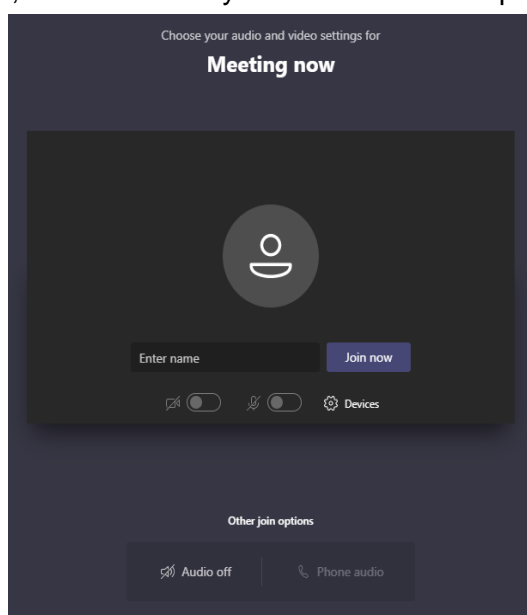 Choose your audio and video settings for
Meeting now
Enter name
Join now
Devices
Other join options
Audio off
Phone audio